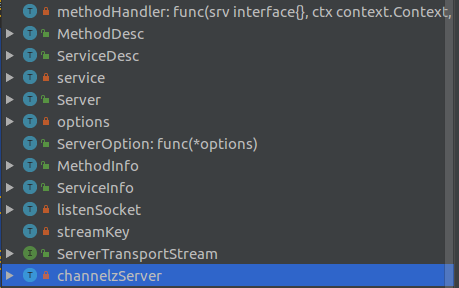 methodHandler: func(srv interface{}, ctx context.Context,
MethodDesc
ServiceDesc
service
Server
options
ServerOption: func(*options)
MethodInfo
ServiceInfo
listenSocket
streamKey
ServerTransportStream
channelzServer